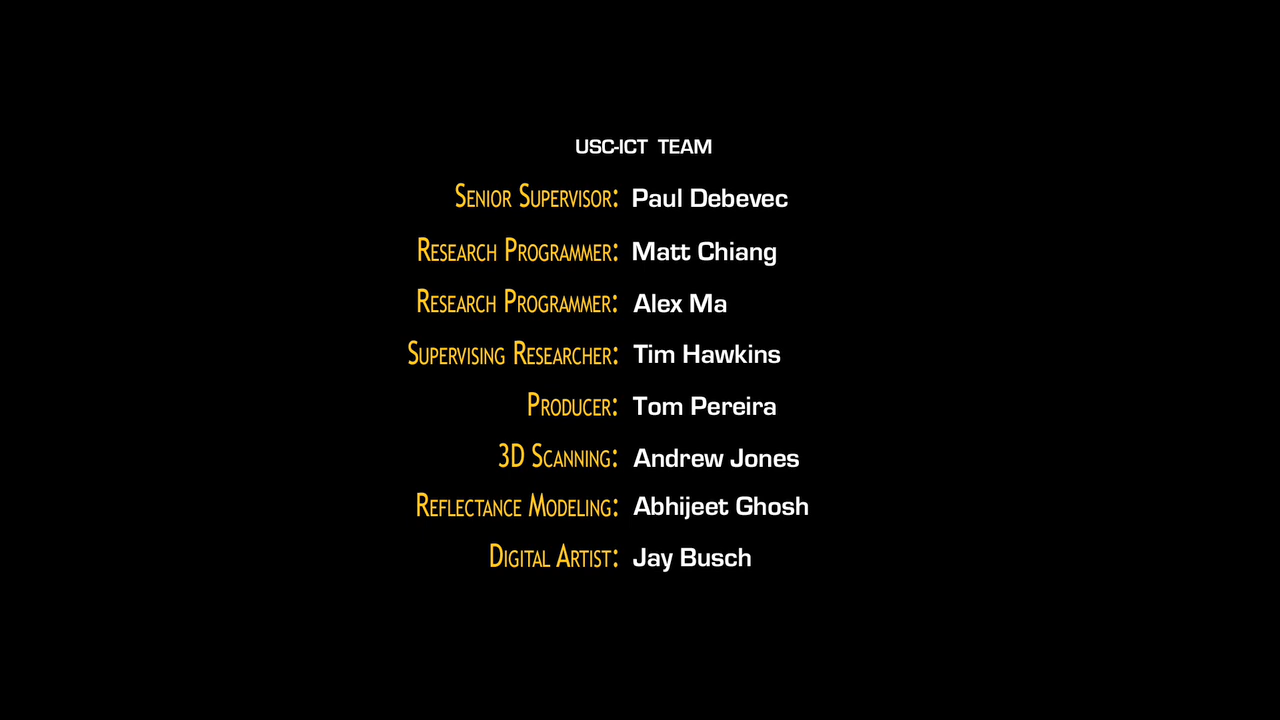 USC-ICT TEAM
Senior Supervisor: Paul Debevec
Research Programmer: Matt Chiang
Research Programmer: Alex Ma
Supervising Researcher: Tim Hawkins
Producer: Tom Pereira
3D Scanning: Andrew Jones
Reflectance Modeling: Abhijeet Ghosh
Digital Artist: Jay Busch